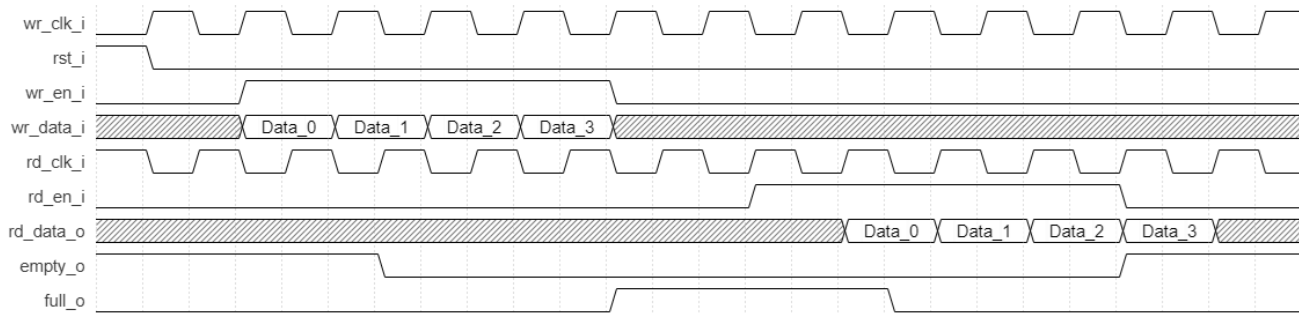 wr_clk_i
rst_i
wr_en_i
wr_data_i Data_0 Data_1 Data_2 Data_3
rd_clk_i
rd_en_i
rd_data_o Data_0 Data_1 Data_2 Data_3
empty_o
full_o